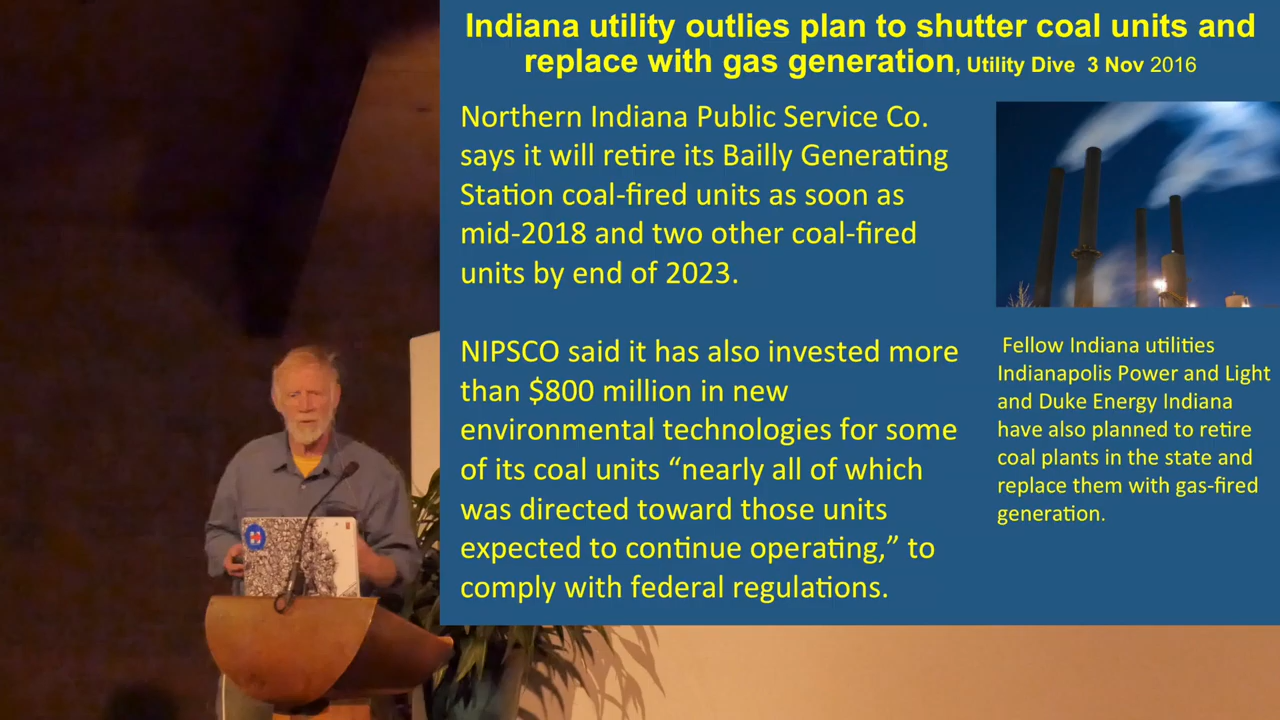 Indiana utility outlies plan to shutter coal units and
replace with gas generation, Utility Dive 3 Nov 2016
Northern Indiana Public Service Co.
says it will retire its Bailly Generating
Station coal-fired units as soon as
mid-2018 and two other coal-fired
units by end of 2023.
NIPSCO said it has also invested more
than $800 million in new
environmental technologies for some
of its coal units “nearly all of which
was directed toward those units
expected to continue operating,” to
comply with federal regulations.
Fellow Indiana utilities
Indianapolis Power and Light
and Duke Energy Indiana
have also planned to retire
coal plants in the state and
replace them with gas-fired
generation.